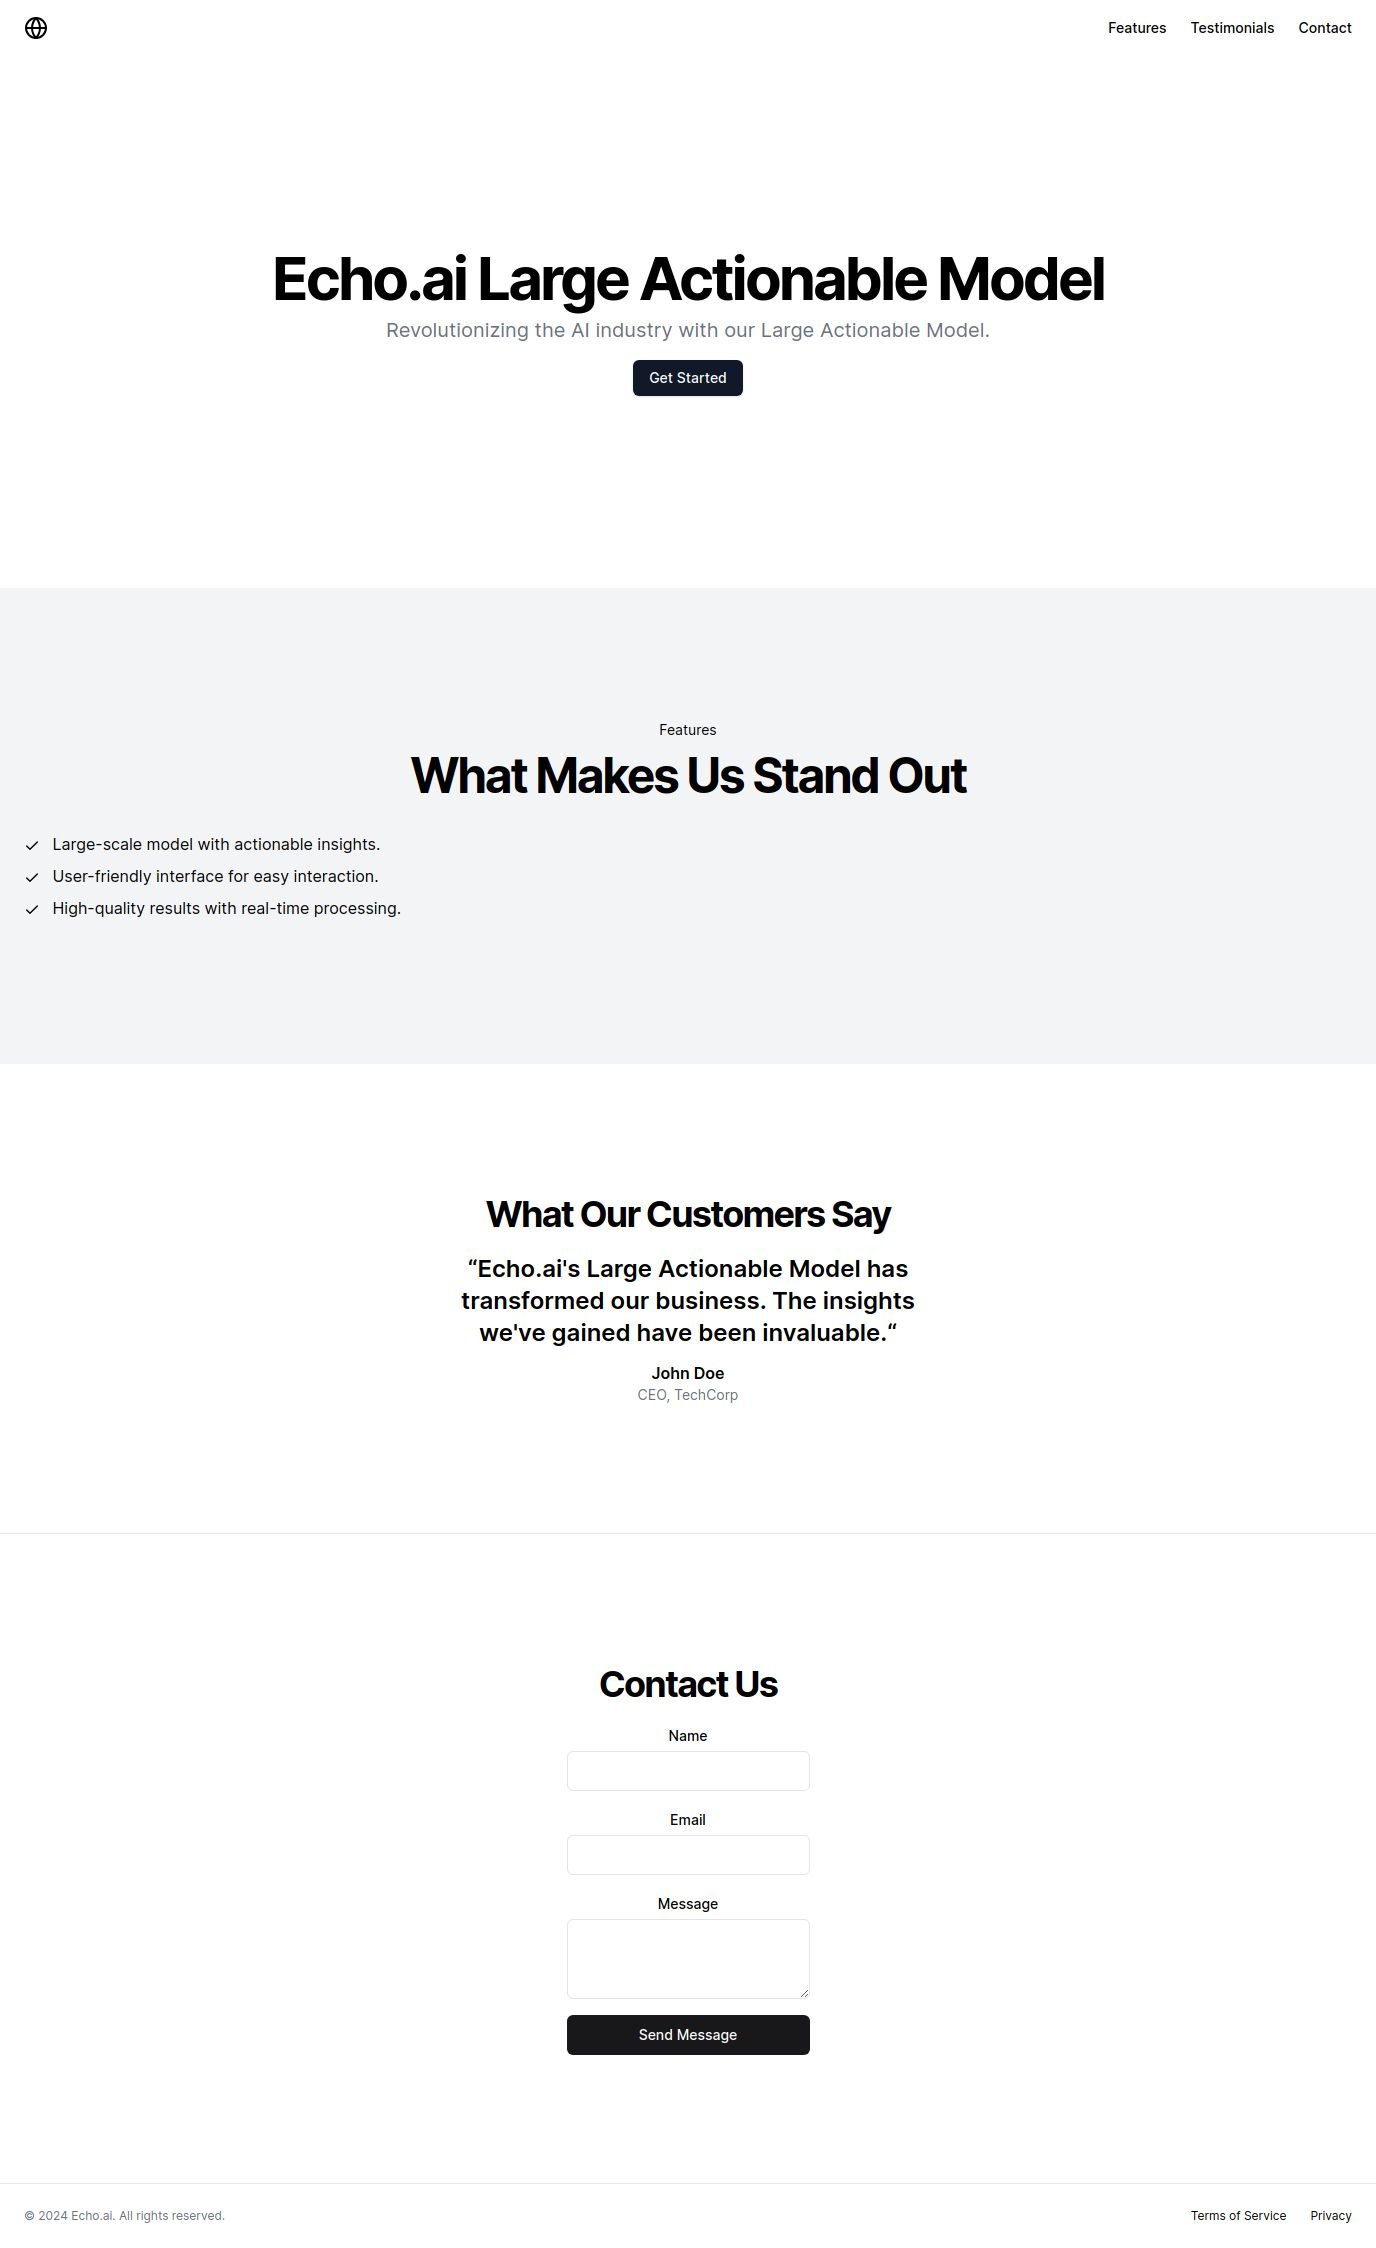 Features Testimonials Contact
Echo.ai Large Actionable Model
Revolutionizing the AI industry with our Large Actionable Model.
Get Started
Features
What Makes Us Stand Out
Large-scale model with actionable insights.
User-friendly interface for easy interaction.
High-quality results with real-time processing.
What Our Customers Say
“Echo.ai's Large Actionable Model has
transformed our business. The insights
we've gained have been invaluable.“
John Doe
CEO, TechCorp
Contact Us
Name
Email
Message
Send Message
© 2024 Echo.ai. All rights reserved.
Terms of Service Privacy